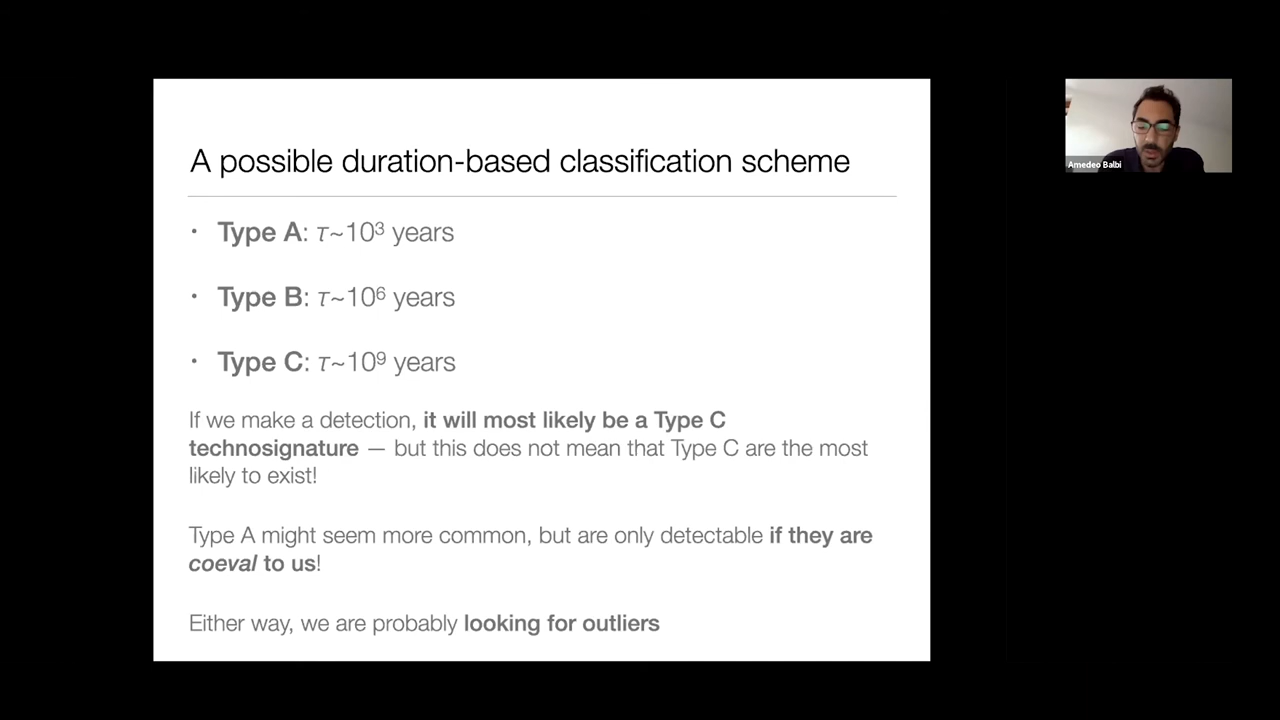 A possible duration-based classification scheme
• Type A: τ~10³ years
• Type B: τ~10⁶ years
• Type C: τ~10⁹ years
If we make a detection, it will most likely be a Type C
technosignature — but this does not mean that Type C are the most
likely to exist!
Type A might seem more common, but are only detectable if they are
coeval to us!
Either way, we are probably looking for outliers
Amedeo Balbi